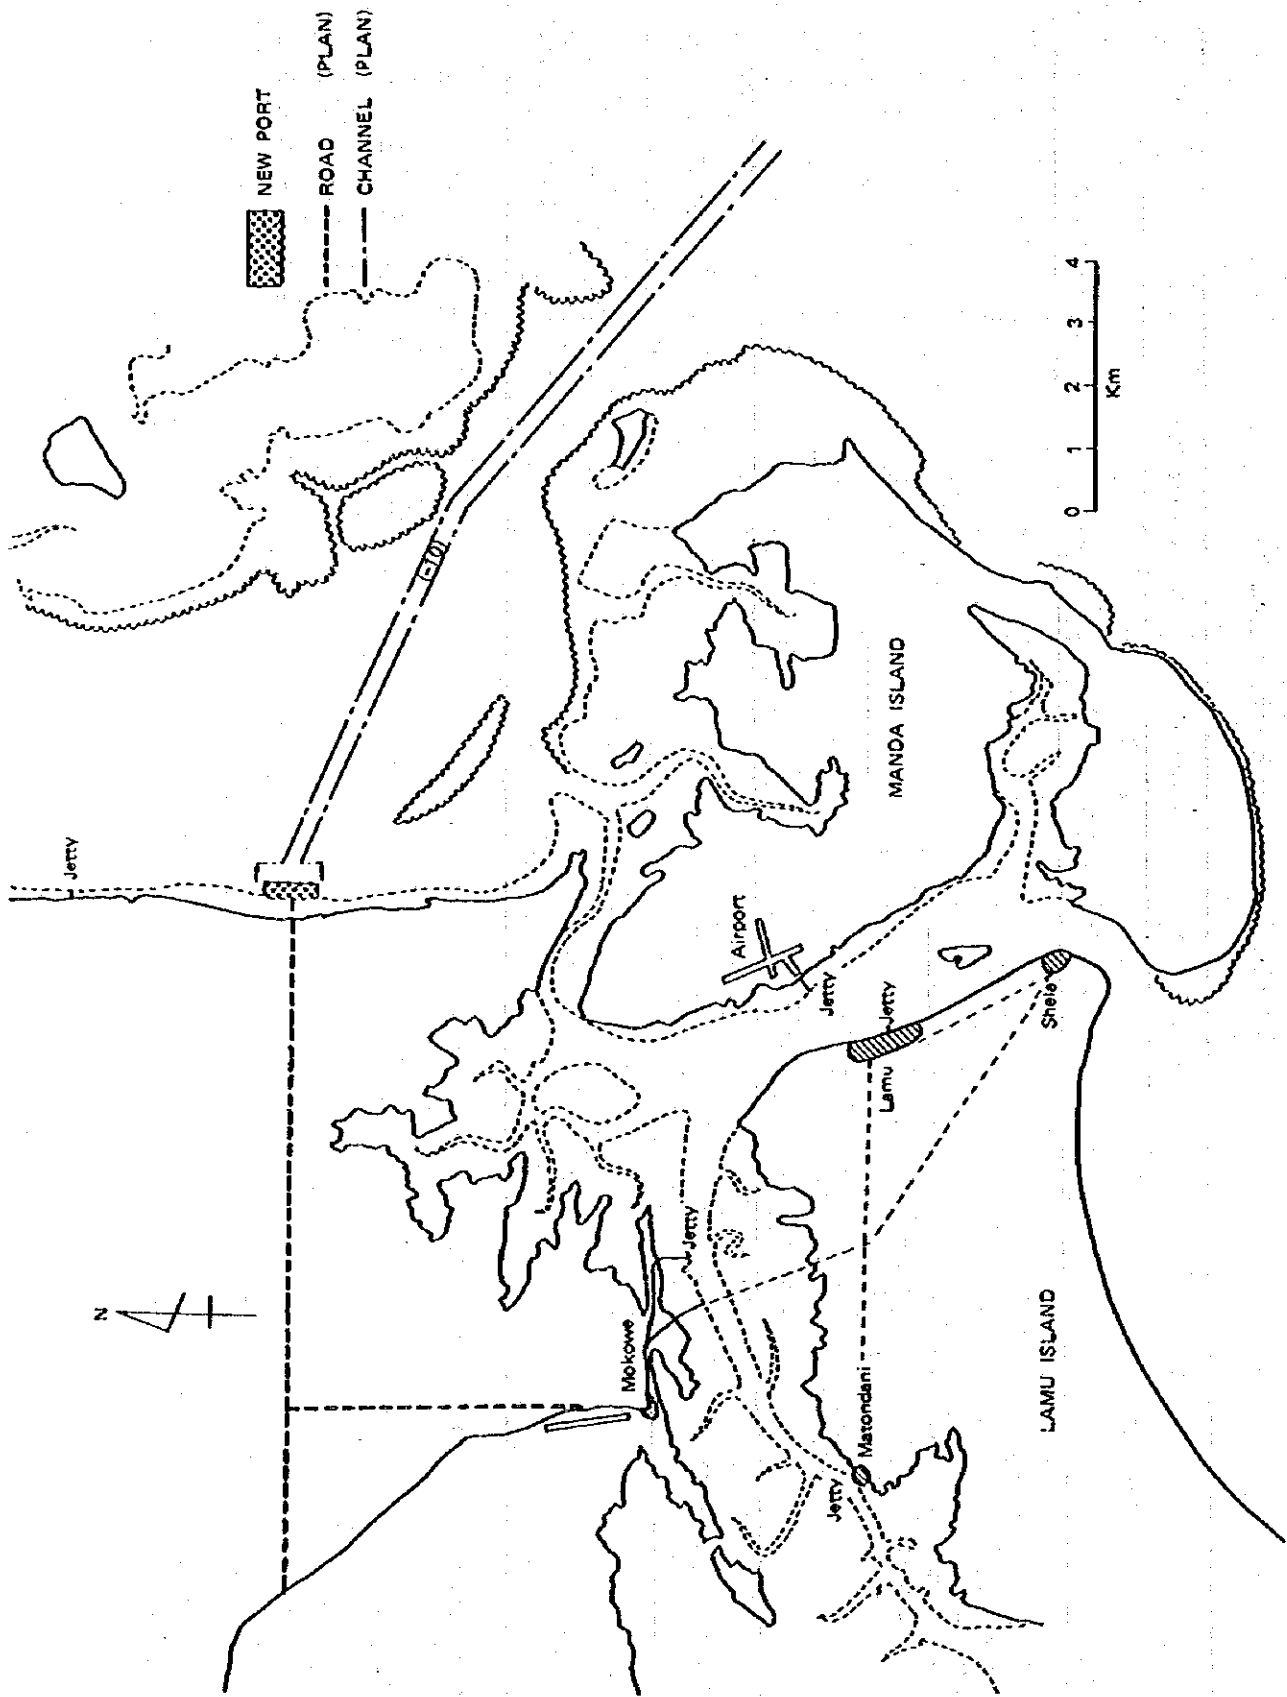 NEW PORT
ROAD (PLAN)
CHANNEL (PLAN)
Jetty
-10
N
Airport
Jetty
MANDA ISLAND
Mokowe
Jetty
Lamu
Jetty
Shela
Matondani
Jetty
LAMU ISLAND
0 1 2 3 4
Km